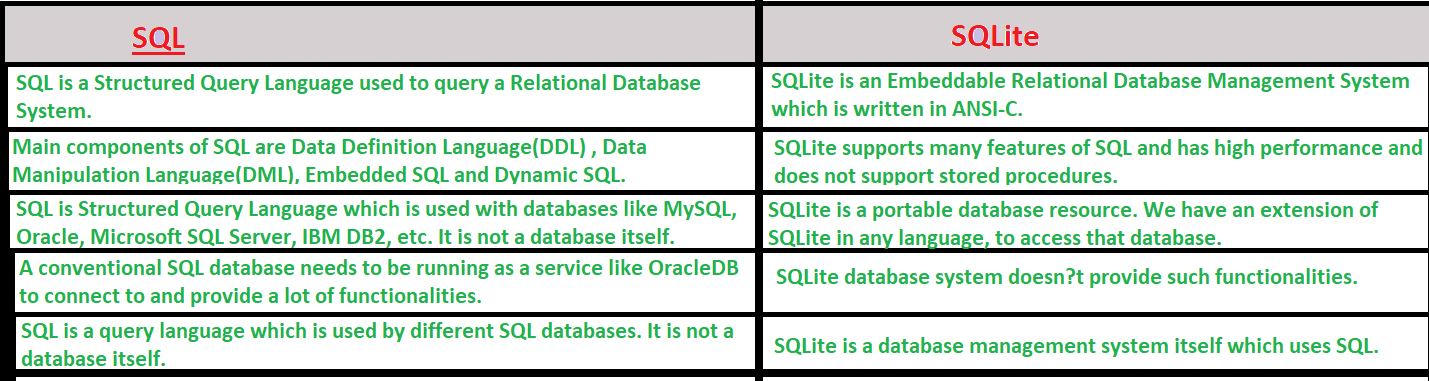 SQL
SQLite
SQL is a Structured Query Language used to query a Relational Database
System.
SQLite is an Embeddable Relational Database Management System
which is written in ANSI-C.
Main components of SQL are Data Definition Language(DDL) , Data
Manipulation Language(DML), Embedded SQL and Dynamic SQL.
SQLite supports many features of SQL and has high performance and
does not support stored procedures.
SQL is Structured Query Language which is used with databases like MySQL,
Oracle, Microsoft SQL Server, IBM DB2, etc. It is not a database itself.
SQLite is a portable database resource. We have an extension of
SQLite in any language, to access that database.
A conventional SQL database needs to be running as a service like OracleDB
to connect to and provide a lot of functionalities.
SQLite database system doesn?t provide such functionalities.
SQL is a query language which is used by different SQL databases. It is not a
database itself.
SQLite is a database management system itself which uses SQL.